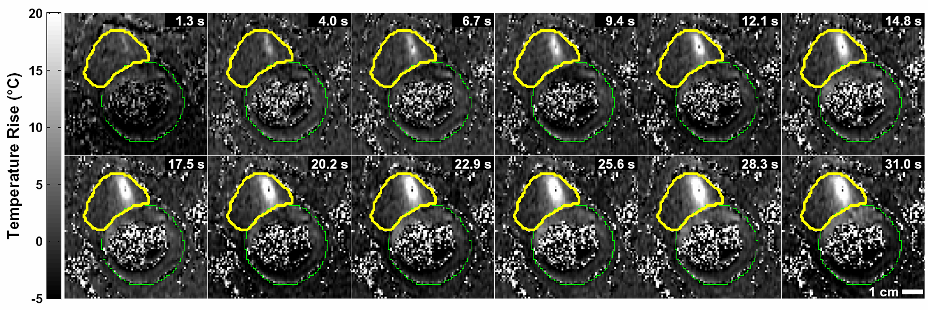 Temperature Rise (°C)
20
15
10
5
0
-5
1.3 s
4.0 s
6.7 s
9.4 s
12.1 s
14.8 s
17.5 s
20.2 s
22.9 s
25.6 s
28.3 s
31.0 s
1 cm